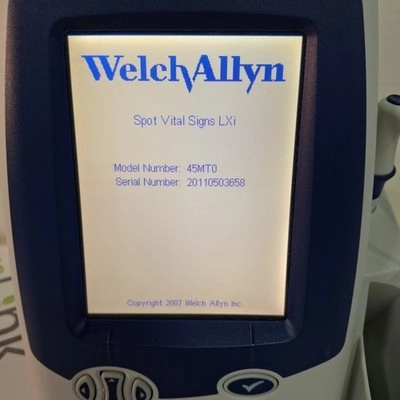 WelchAllyn
Spot Vital Signs LXi
Model Number: 45MT0
Serial Number: 20110503658
Copyright 2007 Welch Allyn Inc.